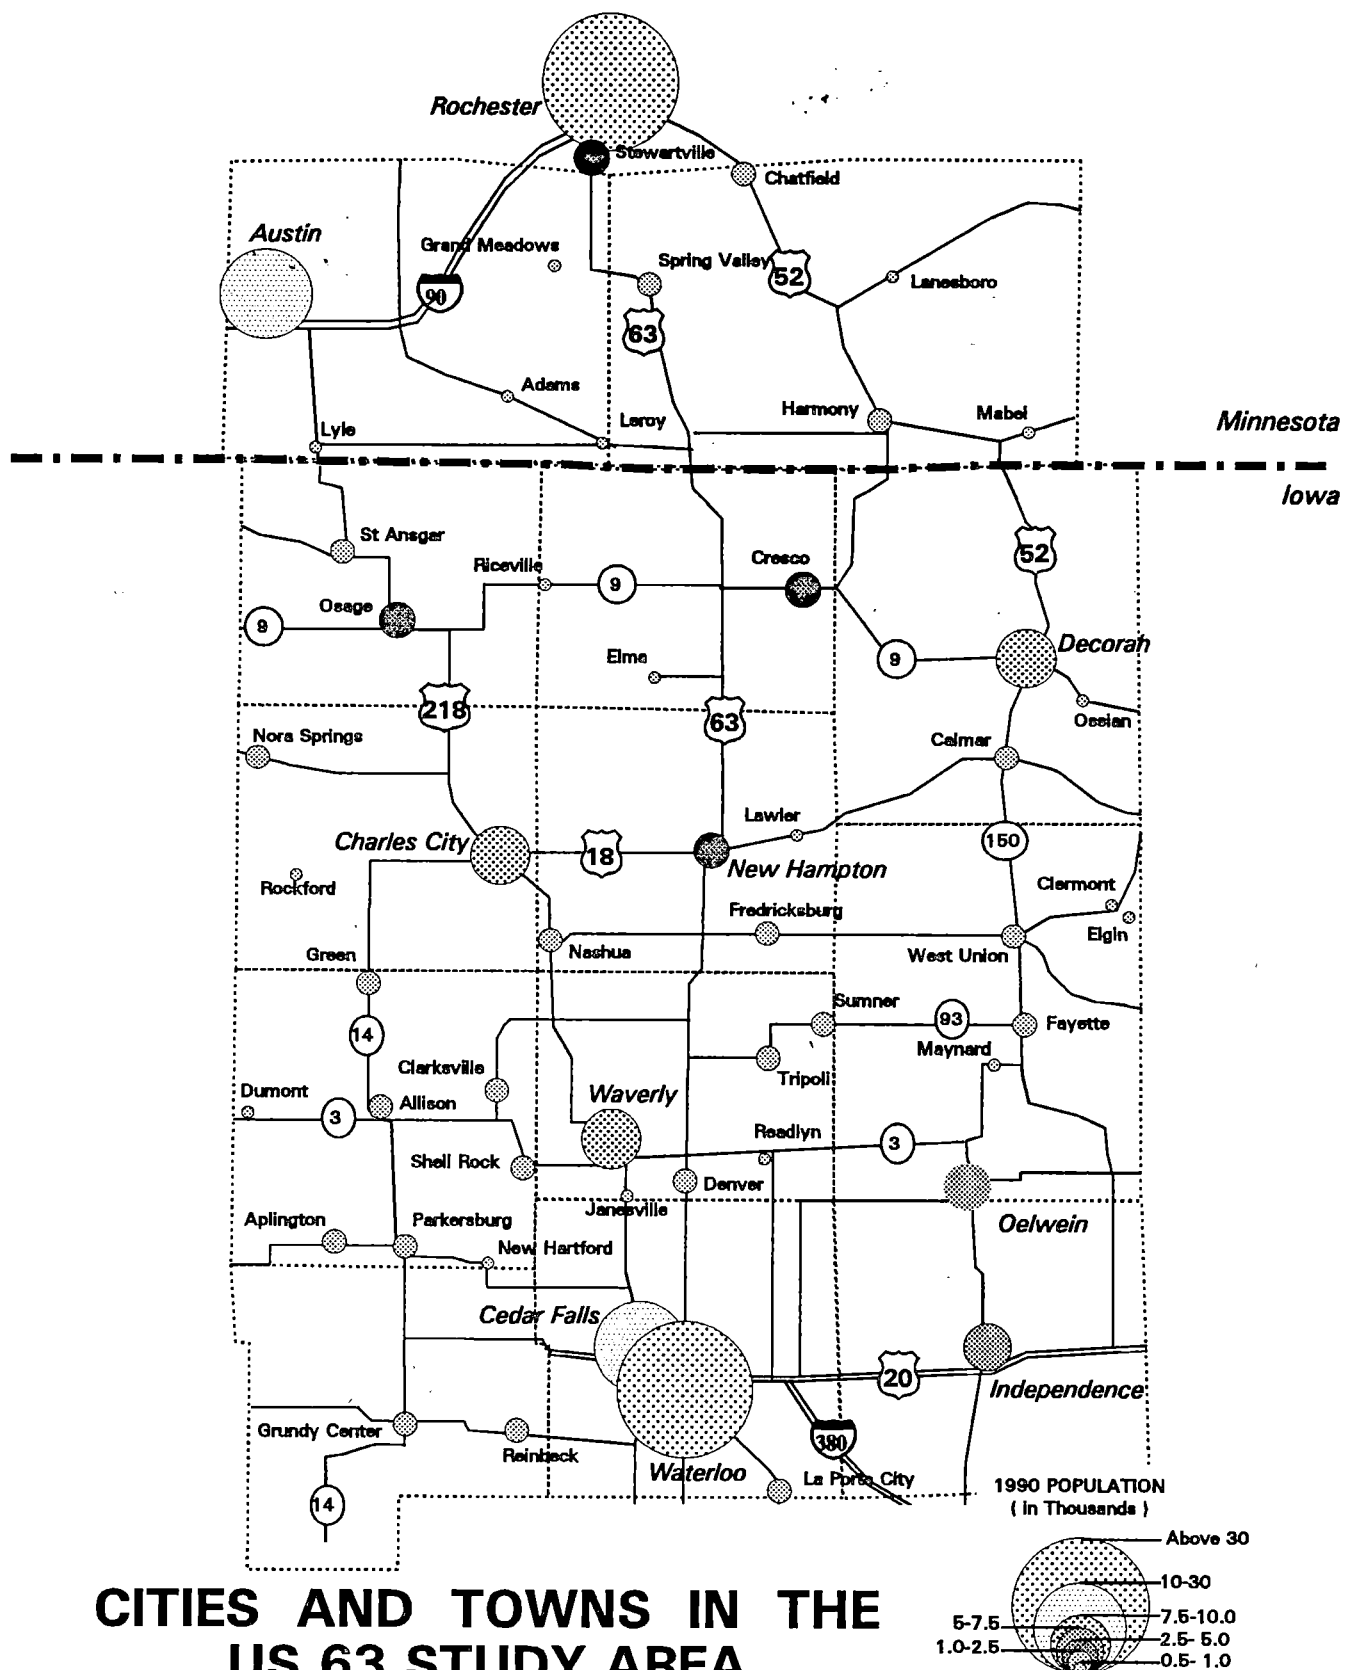 Rochester
Stewartville
Chatfield
Austin
Grand Meadows
Spring Valley
52
Lanesboro
90
63
Adams
Harmony
Mabel
Leroy
Lyle
Minnesota
Iowa
St Ansgar
52
Riceville
9
Cresco
Osage
9
Decorah
Elma
9
218
63
Ossian
Nora Springs
Calmar
Lawler
Charles City
18
150
New Hampton
Rockford
Clermont
Fredricksburg
Elgin
Green
Nashua
West Union
Sumner
93
Fayette
14
Maynard
Clarksville
Tripoli
Dumont
Waverly
3
Allison
Readlyn
3
Shell Rock
Denver
Janesville
Aplington
Parkersburg
Oelwein
New Hartford
Cedar Falls
20
Independence
Grundy Center
380
Reinbeck
Waterloo
La Porte City
14
1990 POPULATION
( In Thousands )
Above 30
10-30
7.5-10.0
5-7.5
2.5- 5.0
1.0-2.5
0.5- 1.0
CITIES AND TOWNS IN THE
US 63 STUDY AREA